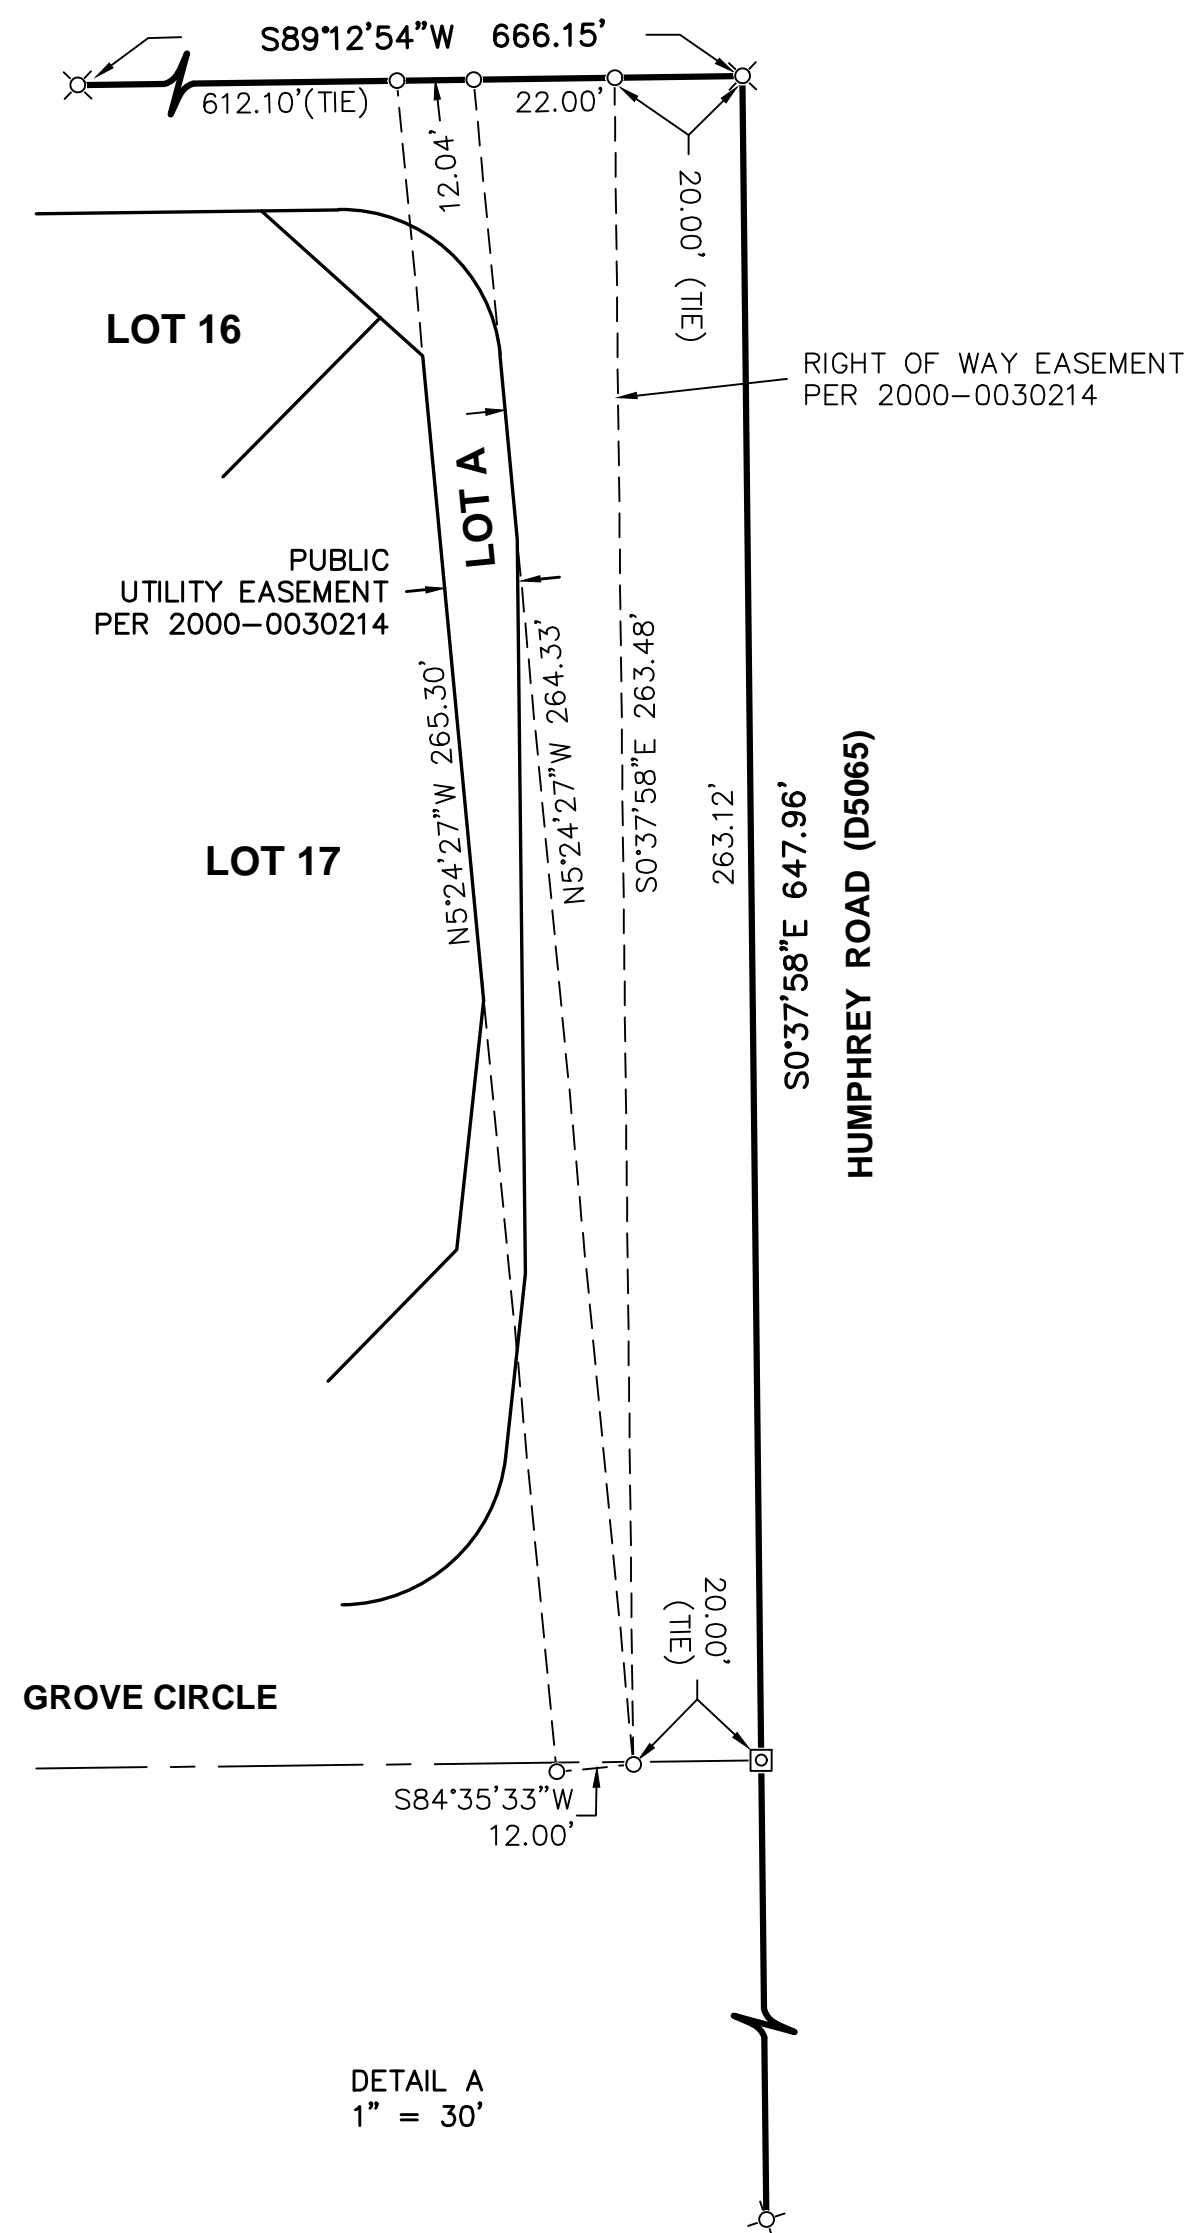 S89°12'54"W 666.15'
612.10'(TIE)
22.00'
12.04'
20.00' (TIE)
LOT 16
RIGHT OF WAY EASEMENT
PER 2000-0030214
LOT A
PUBLIC
UTILITY EASEMENT
PER 2000-0030214
N5°24'27"W 265.30'
N5°24'27"W 264.33'
S0°37'58"E 263.48'
263.12'
S0°37'58"E 647.96'
HUMPHREY ROAD (D5065)
LOT 17
20.00'
(TIE)
GROVE CIRCLE
S84°35'33"W
12.00'
DETAIL A
1" = 30'